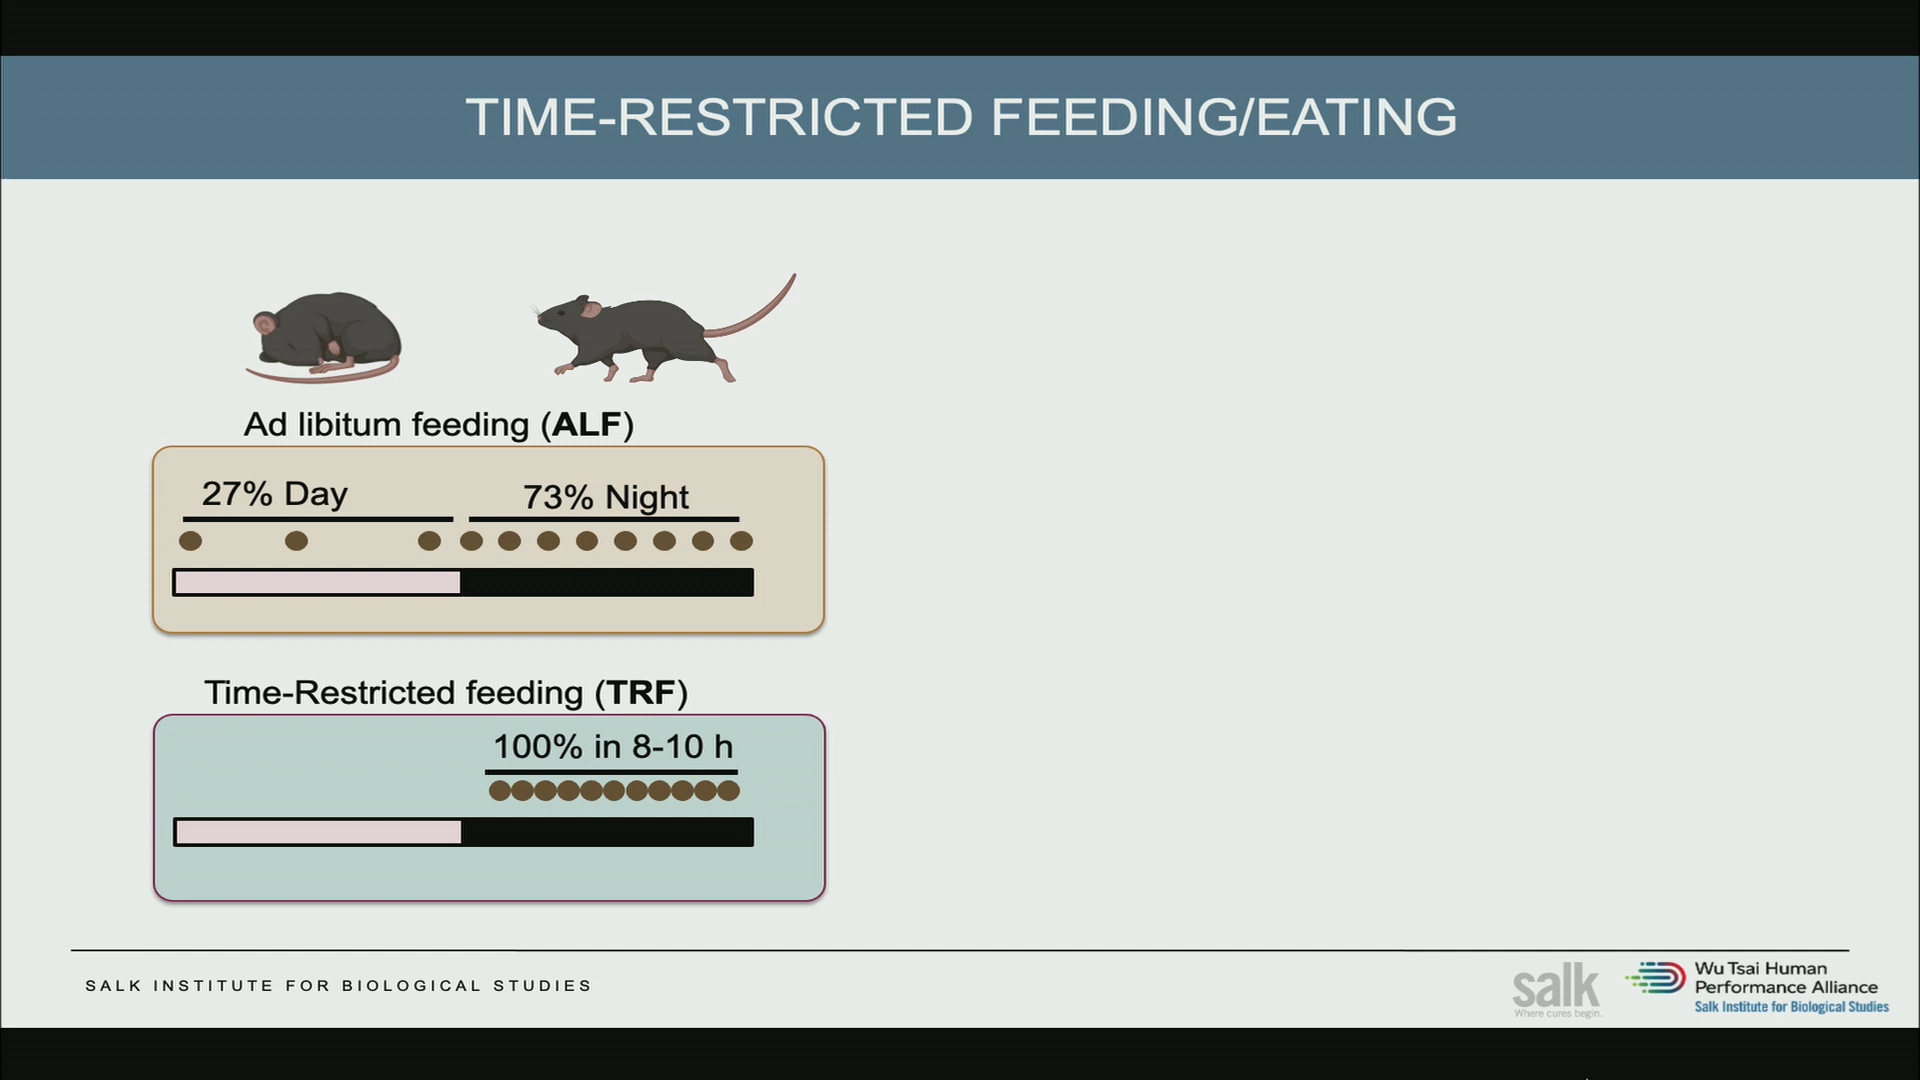 TIME-RESTRICTED FEEDING/EATING
Ad libitum feeding (ALF)
27% Day
73% Night
Time-Restricted feeding (TRF)
100% in 8-10 h
SALK INSTITUTE FOR BIOLOGICAL STUDIES
salk
Where cures begin.
Wu Tsai Human
Performance Alliance
Salk Institute for Biological Studies